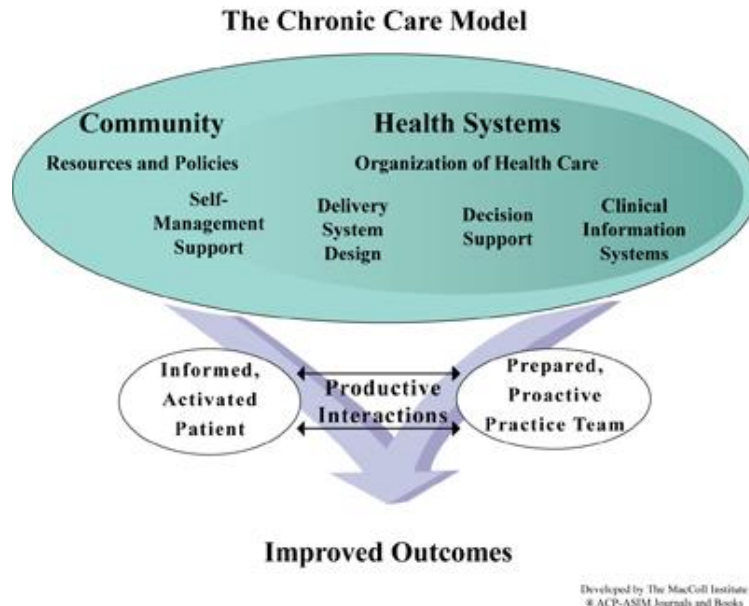 The Chronic Care Model
Community
Health Systems
Resources and Policies
Organization of Health Care
Self-
Management
Support
Delivery
System
Design
Decision
Support
Clinical
Information
Systems
Informed,
Activated
Patient
Productive
Interactions
Prepared,
Proactive
Practice Team
Improved Outcomes
Developed by The MacColl Institute
® ACP-ASIM Journals and Books